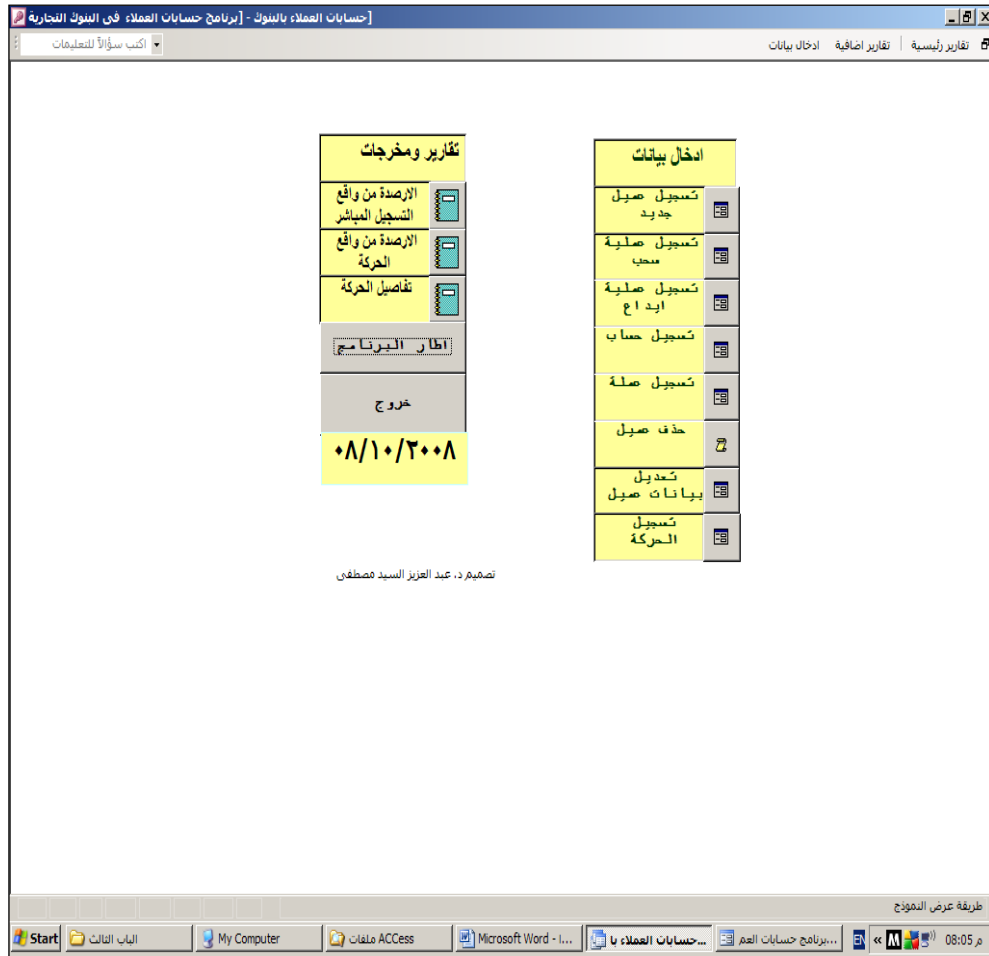 [حسابات العملاء بالبنوك - [برنامج حسابات العملاء فى البنوك التجارية
تقارير رئيسية
تقارير اضافية
ادخال بيانات
اكتب سؤالاً للتعليمات
ادخال بيانات
تسجيل عميل
جديد
تسجيل عملية
سحب
تسجيل عملية
ايداع
تسجيل حساب
تسجيل عملة
حذف عميل
تعديل
بيانات عميل
تسجيل
الحركة
تقارير ومخرجات
الارصدة من واقع
التسجيل المباشر
الارصدة من واقع
الحركة
تفاصيل الحركة
اطار البرنامج
خروج
٠٨/١٠/٢٠٠٨
تصميم د. عبد العزيز السيد مصطفى
طريقة عرض النموذج
Start
الباب الثالث
My Computer
ملفات ACCess
Microsoft Word - ا...
حسابات العملاء با...
برنامج حسابات العم...
EN
«
08:05 م